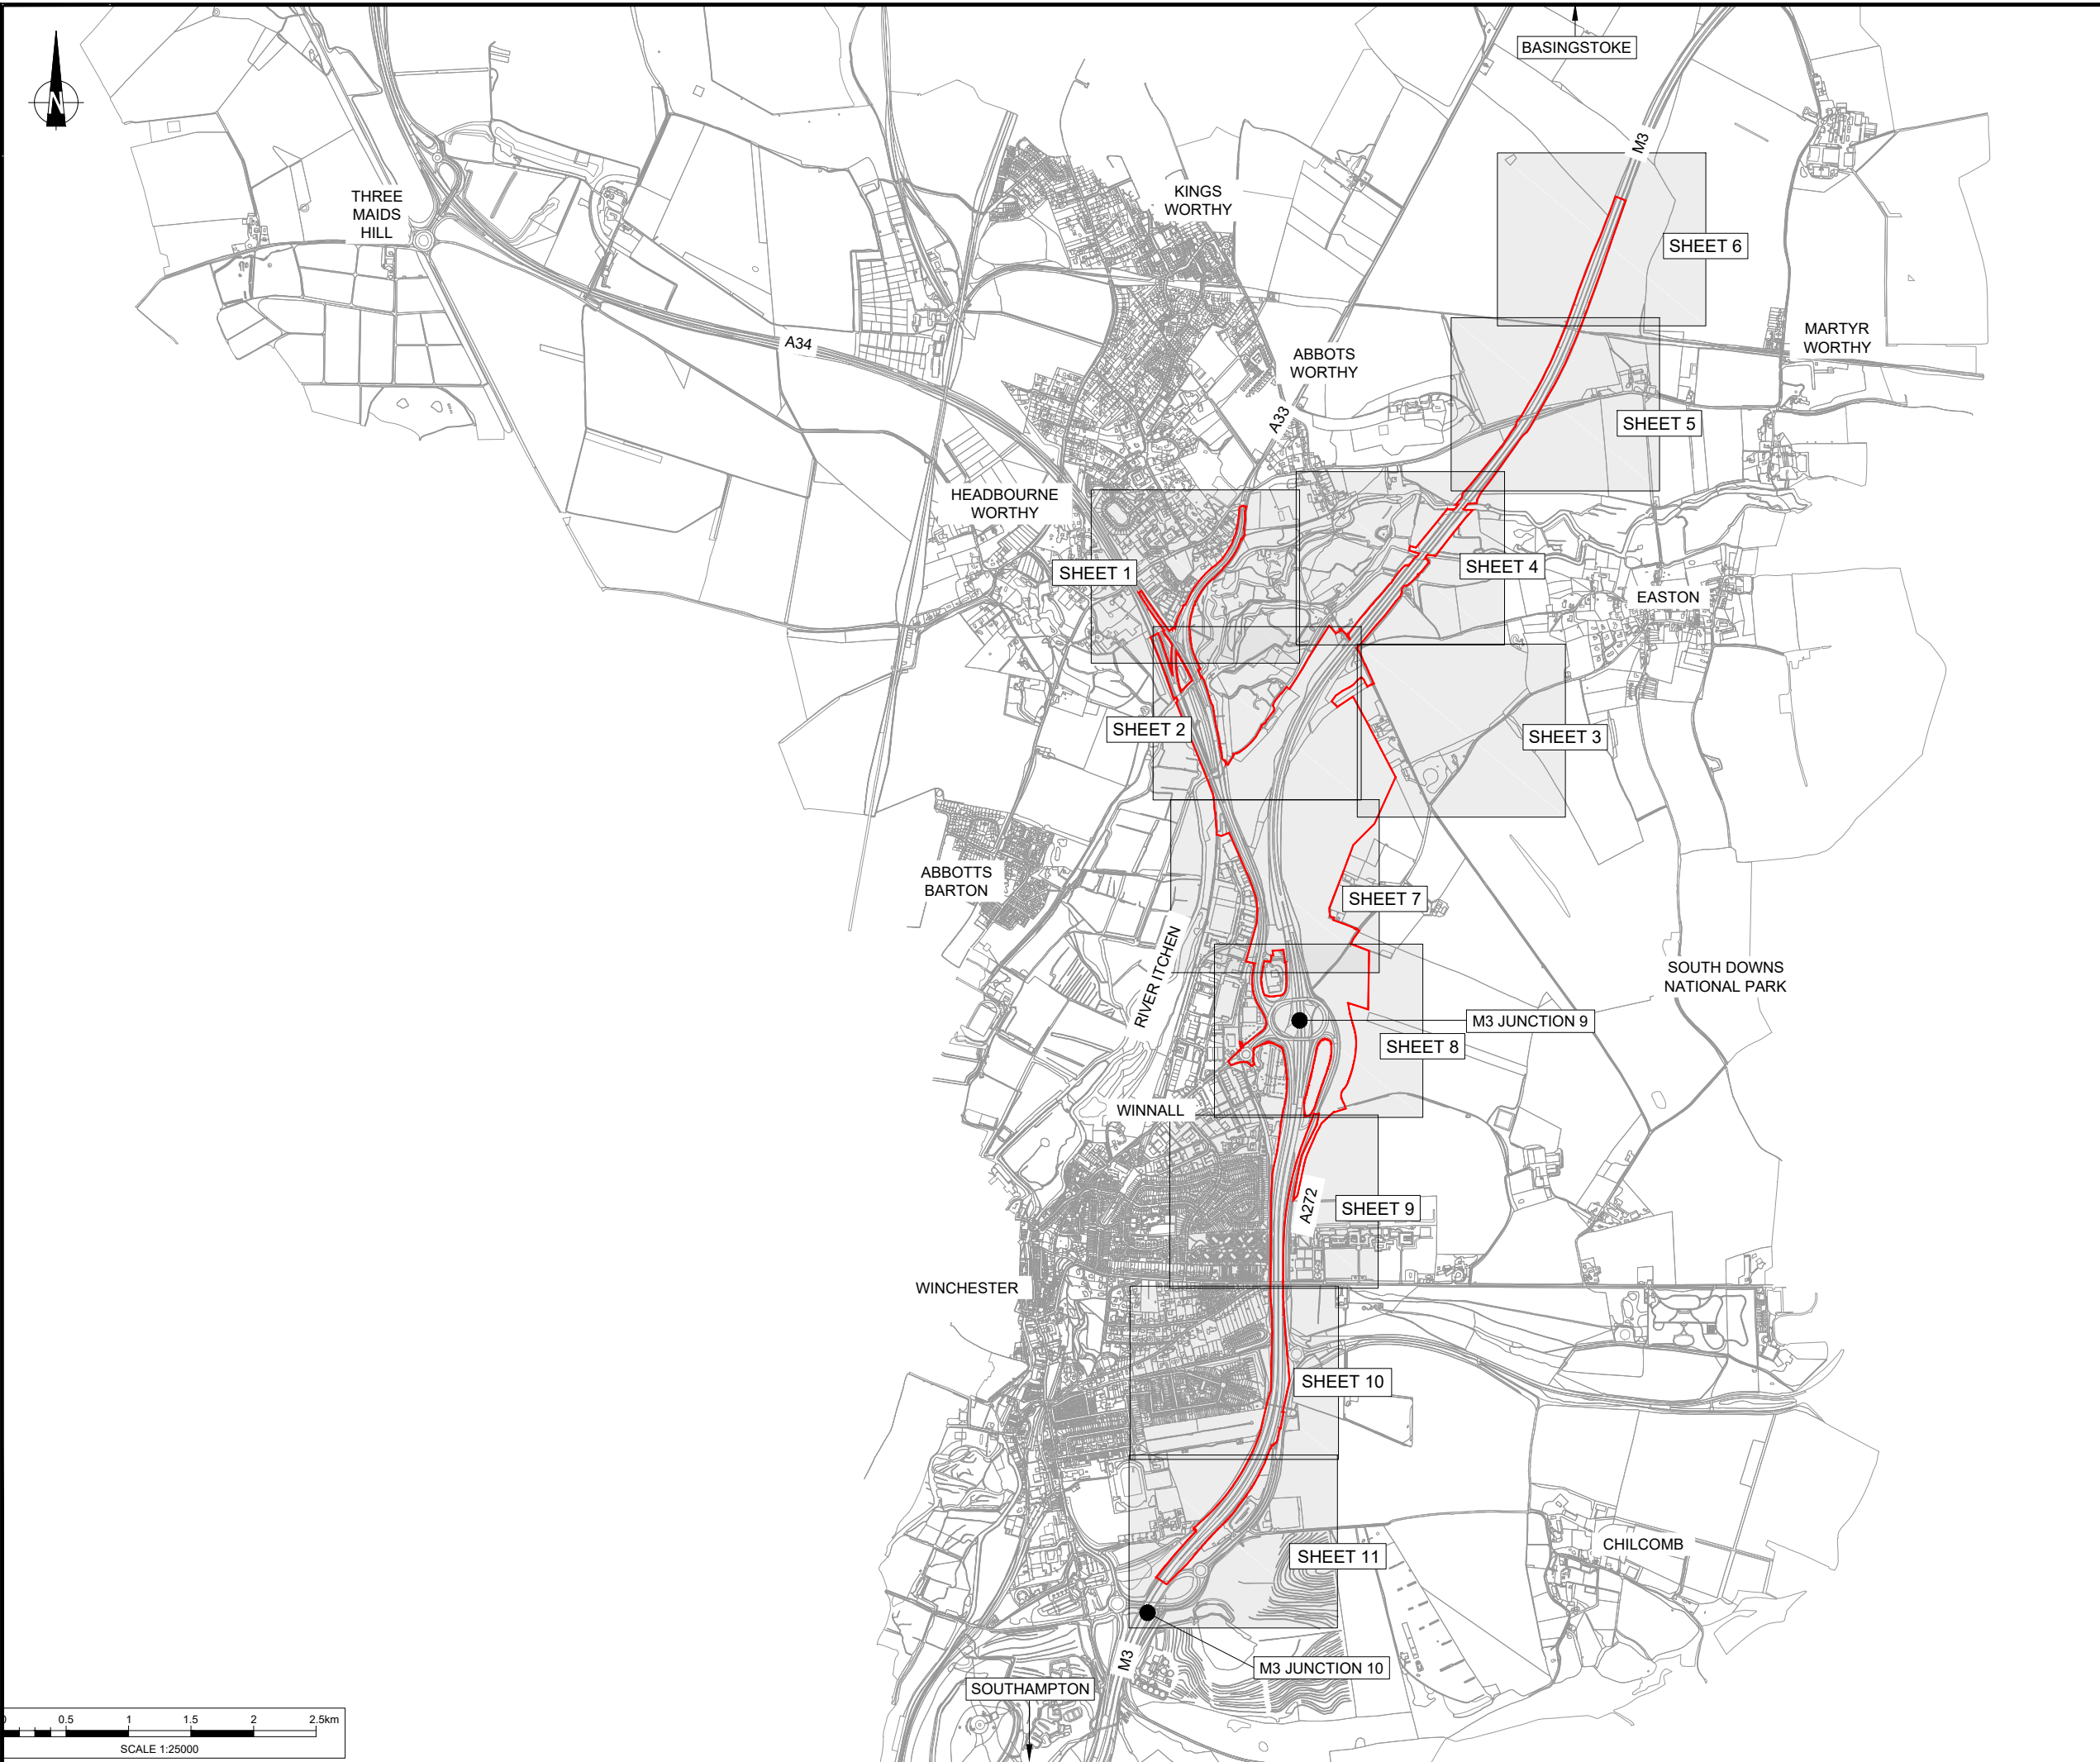 BASINGSTOKE
N
M3
THREE
MAIDS
HILL
KINGS
WORTHY
SHEET 6
A34
ABBOTS
WORTHY
MARTYR
WORTHY
A33
SHEET 5
HEADBOURNE
WORTHY
SHEET 1
SHEET 4
EASTON
SHEET 2
SHEET 3
ABBOTTS
BARTON
SHEET 7
RIVER ITCHEN
SOUTH DOWNS
NATIONAL PARK
M3 JUNCTION 9
SHEET 8
WINNALL
A272
SHEET 9
WINCHESTER
SHEET 10
CHILCOMB
SHEET 11
M3
M3 JUNCTION 10
SOUTHAMPTON
0.5 1 1.5 2 2.5km
SCALE 1:25000